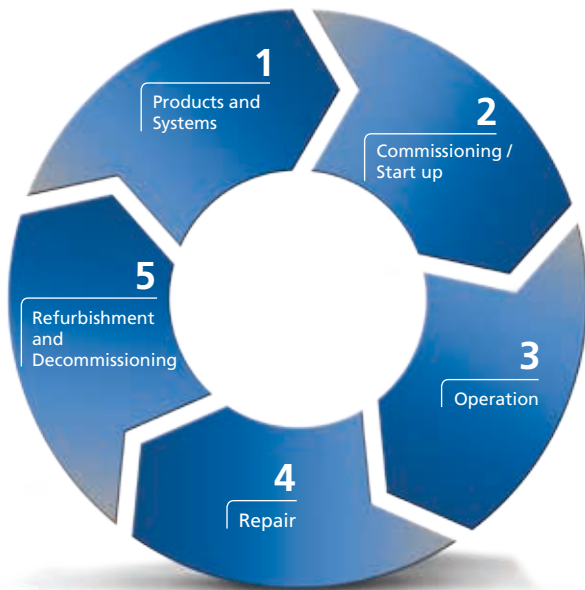 1
Products and
Systems
2
Commissioning /
Start up
3
Operation
4
Repair
5
Refurbishment
and
Decommissioning